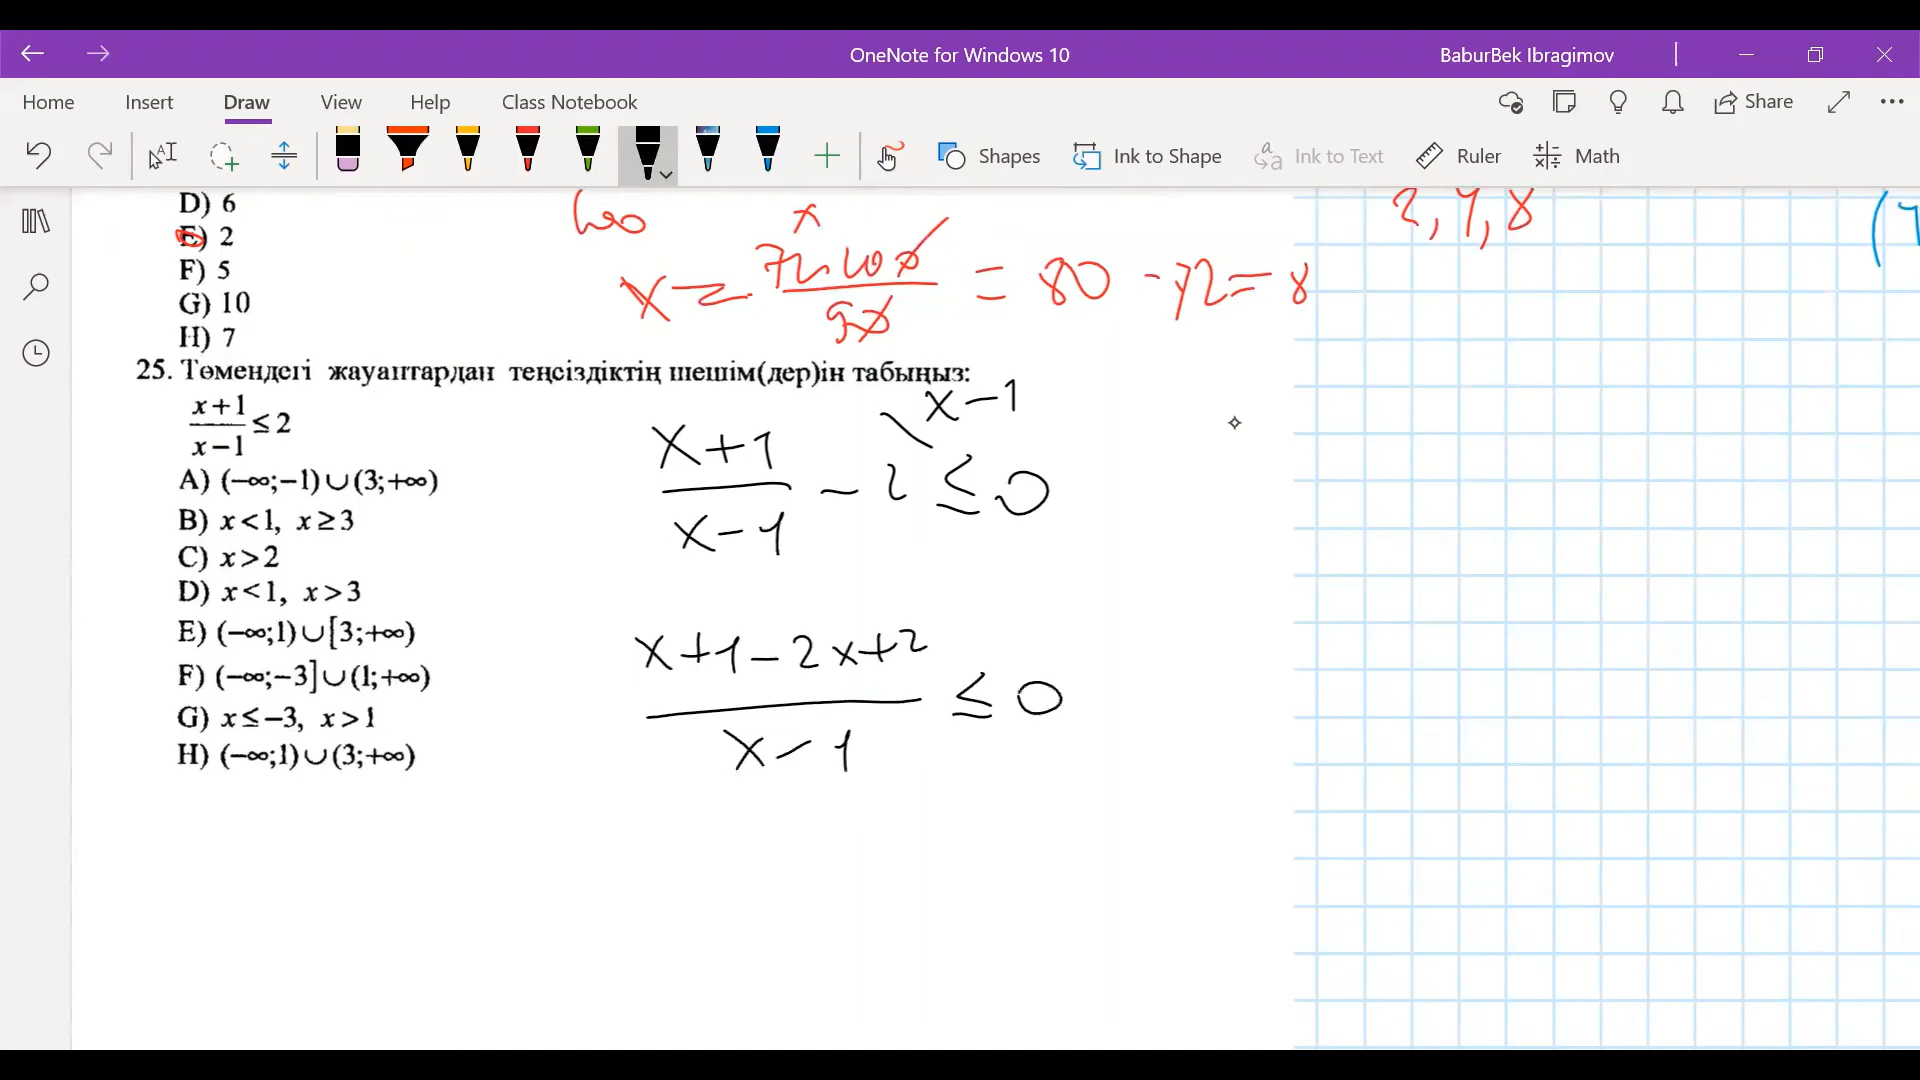 OneNote for Windows 10
BaburBek Ibragimov
Home Insert Draw View Help Class Notebook
Share
Shapes Ink to Shape Ink to Text Ruler Math
D) 6
E) 2
F) 5
G) 10
H) 7
x
= 80 - 72 = 8
2, 4, 8
25. Төмендегі жауаптардан теңсіздіктің шешім(дер)ін табыңыз:
x+1/x−1 ≤ 2
A) (−∞;−1)∪(3;+∞)
B) x<1, x≥3
C) x>2
D) x<1, x>3
E) (−∞;1)∪[3;+∞)
F) (−∞;−3]∪(1;+∞)
G) x≤−3, x>1
H) (−∞;1)∪(3;+∞)
x−1
x+1/x−1 − 2 ≤ 0
x+1−2x+2/x−1 ≤ 0